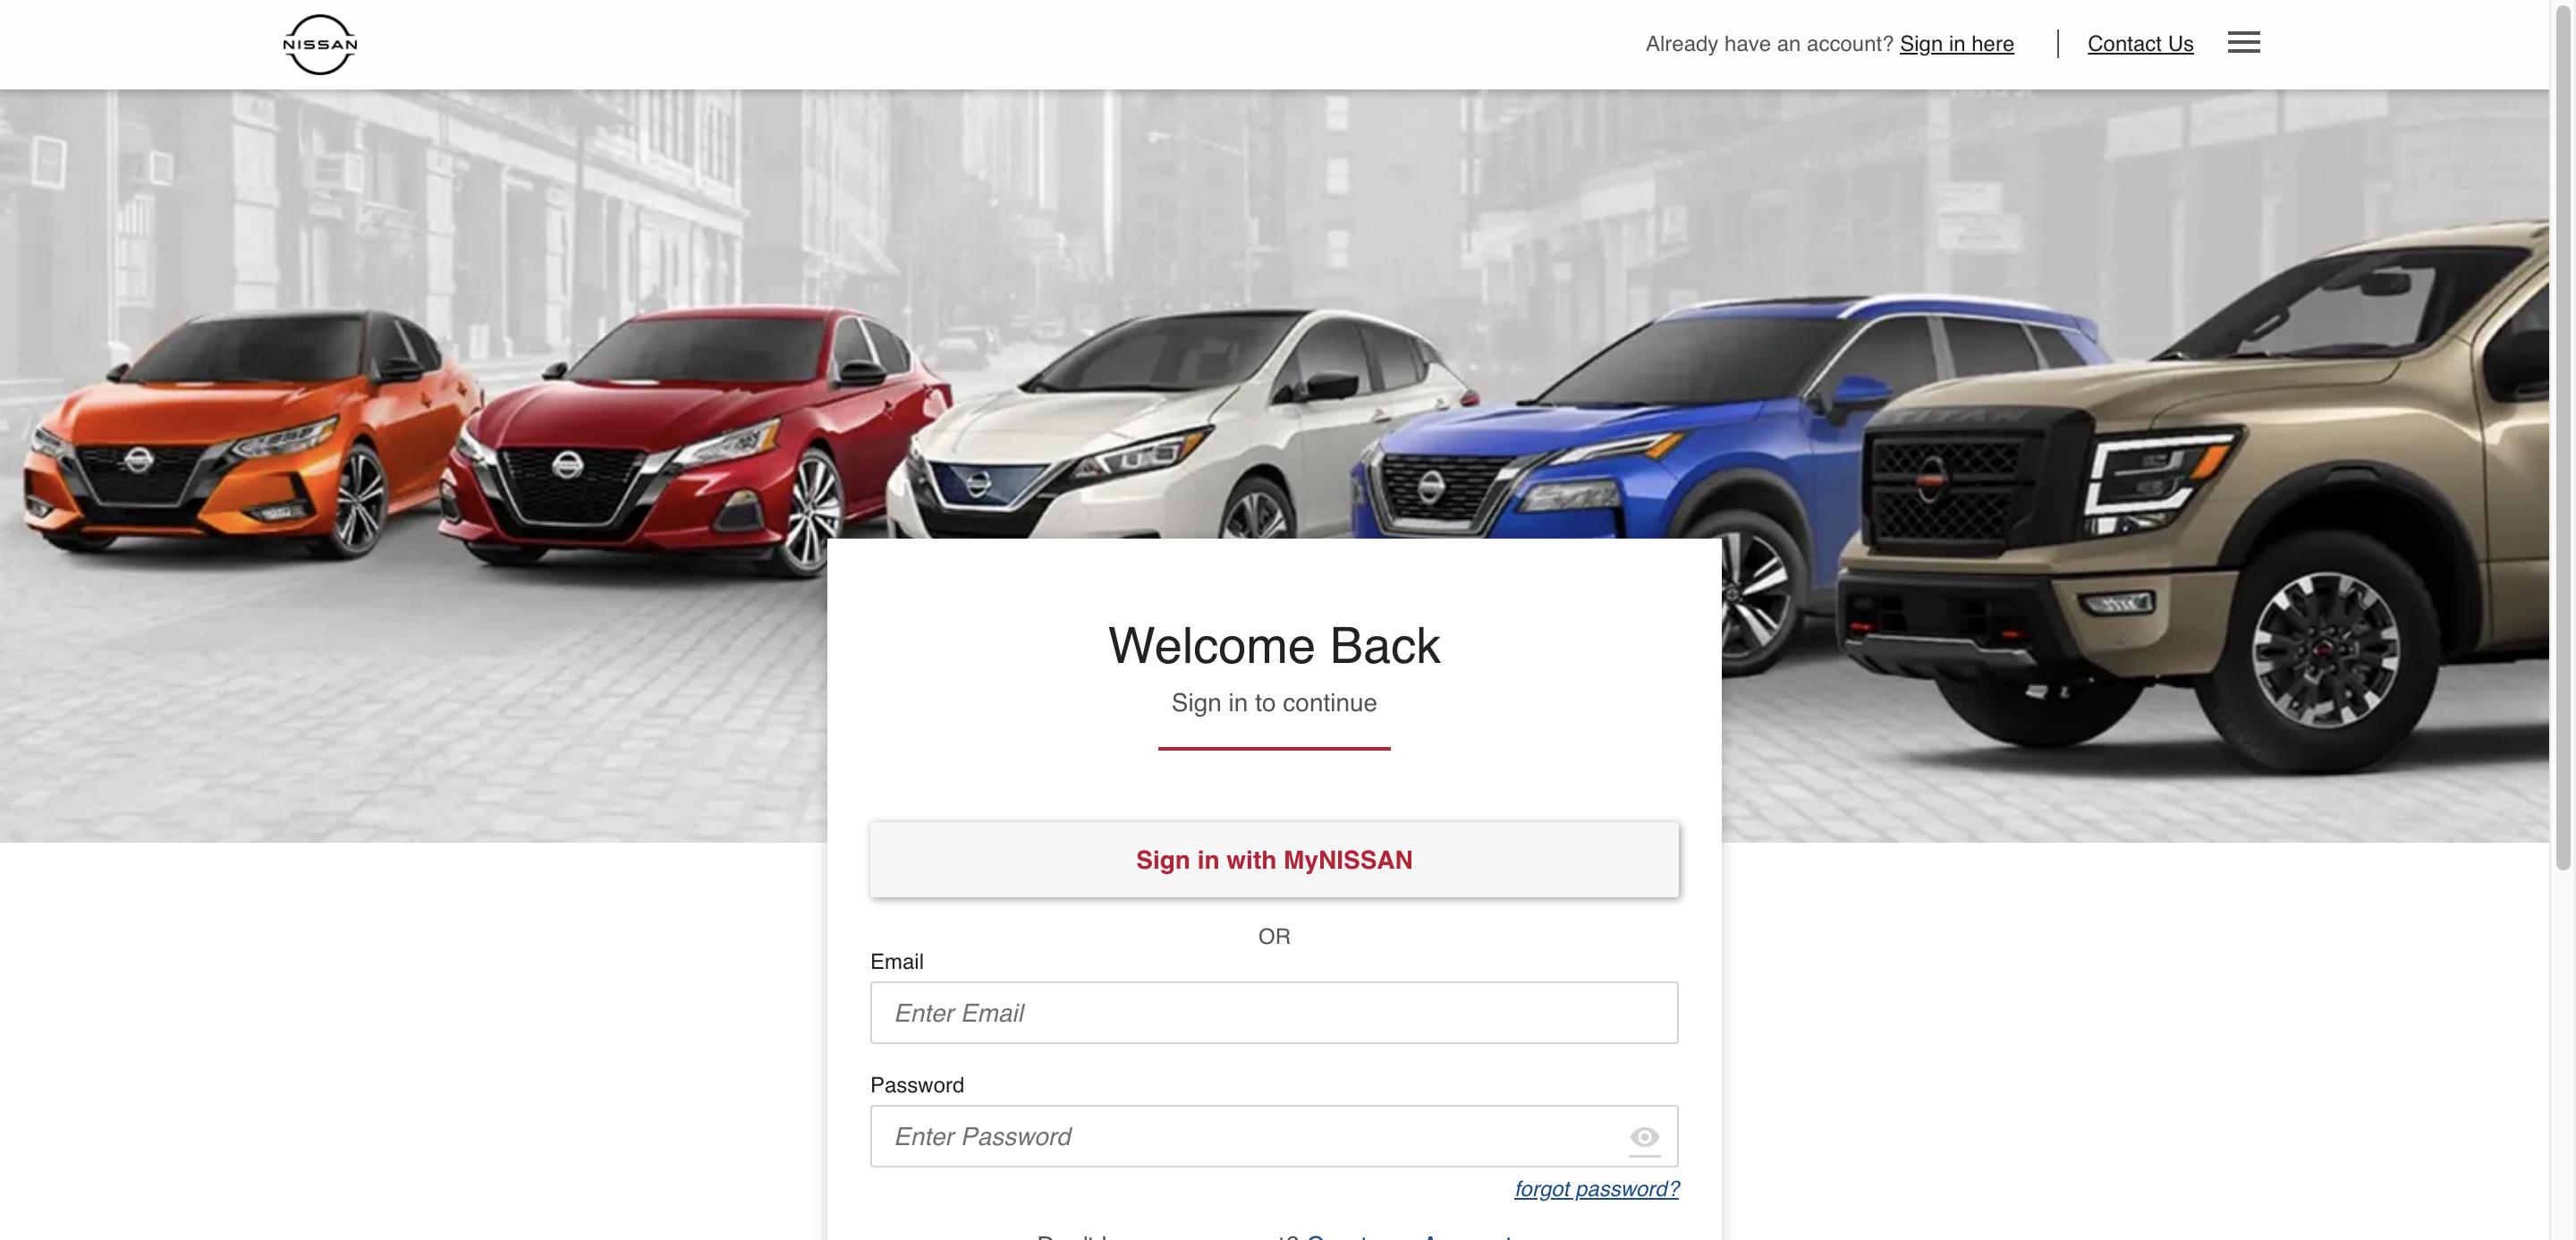 NISSAN
Already have an account? Sign in here
Contact Us
TITAN
Welcome Back
Sign in to continue
Sign in with MyNISSAN
OR
Email
Enter Email
Password
Enter Password
forgot password?